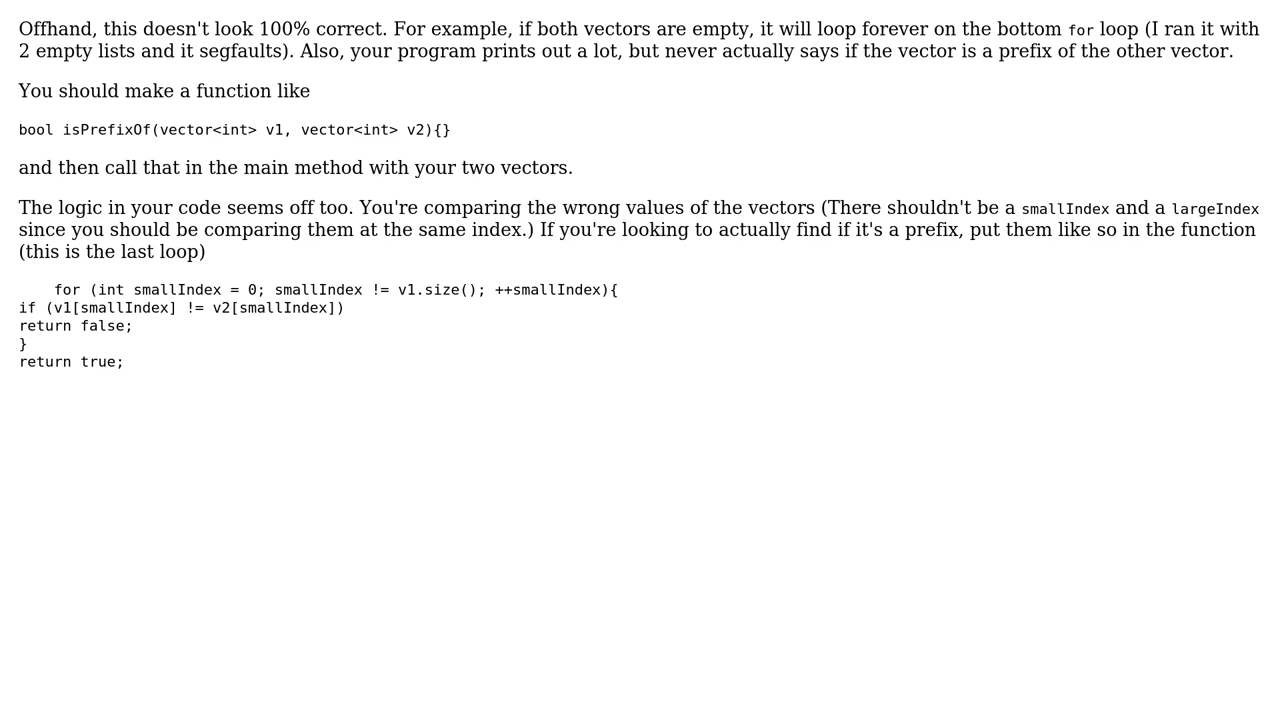 Offhand, this doesn't look 100% correct. For example, if both vectors are empty, it will loop forever on the bottom for loop (I ran it with
2 empty lists and it segfaults). Also, your program prints out a lot, but never actually says if the vector is a prefix of the other vector.
You should make a function like
bool isPrefixOf(vector<int> v1, vector<int> v2){}
and then call that in the main method with your two vectors.
The logic in your code seems off too. You're comparing the wrong values of the vectors (There shouldn't be a smallIndex and a largeIndex
since you should be comparing them at the same index.) If you're looking to actually find if it's a prefix, put them like so in the function
(this is the last loop)
    for (int smallIndex = 0; smallIndex != v1.size(); ++smallIndex){
if (v1[smallIndex] != v2[smallIndex])
return false;
}
return true;